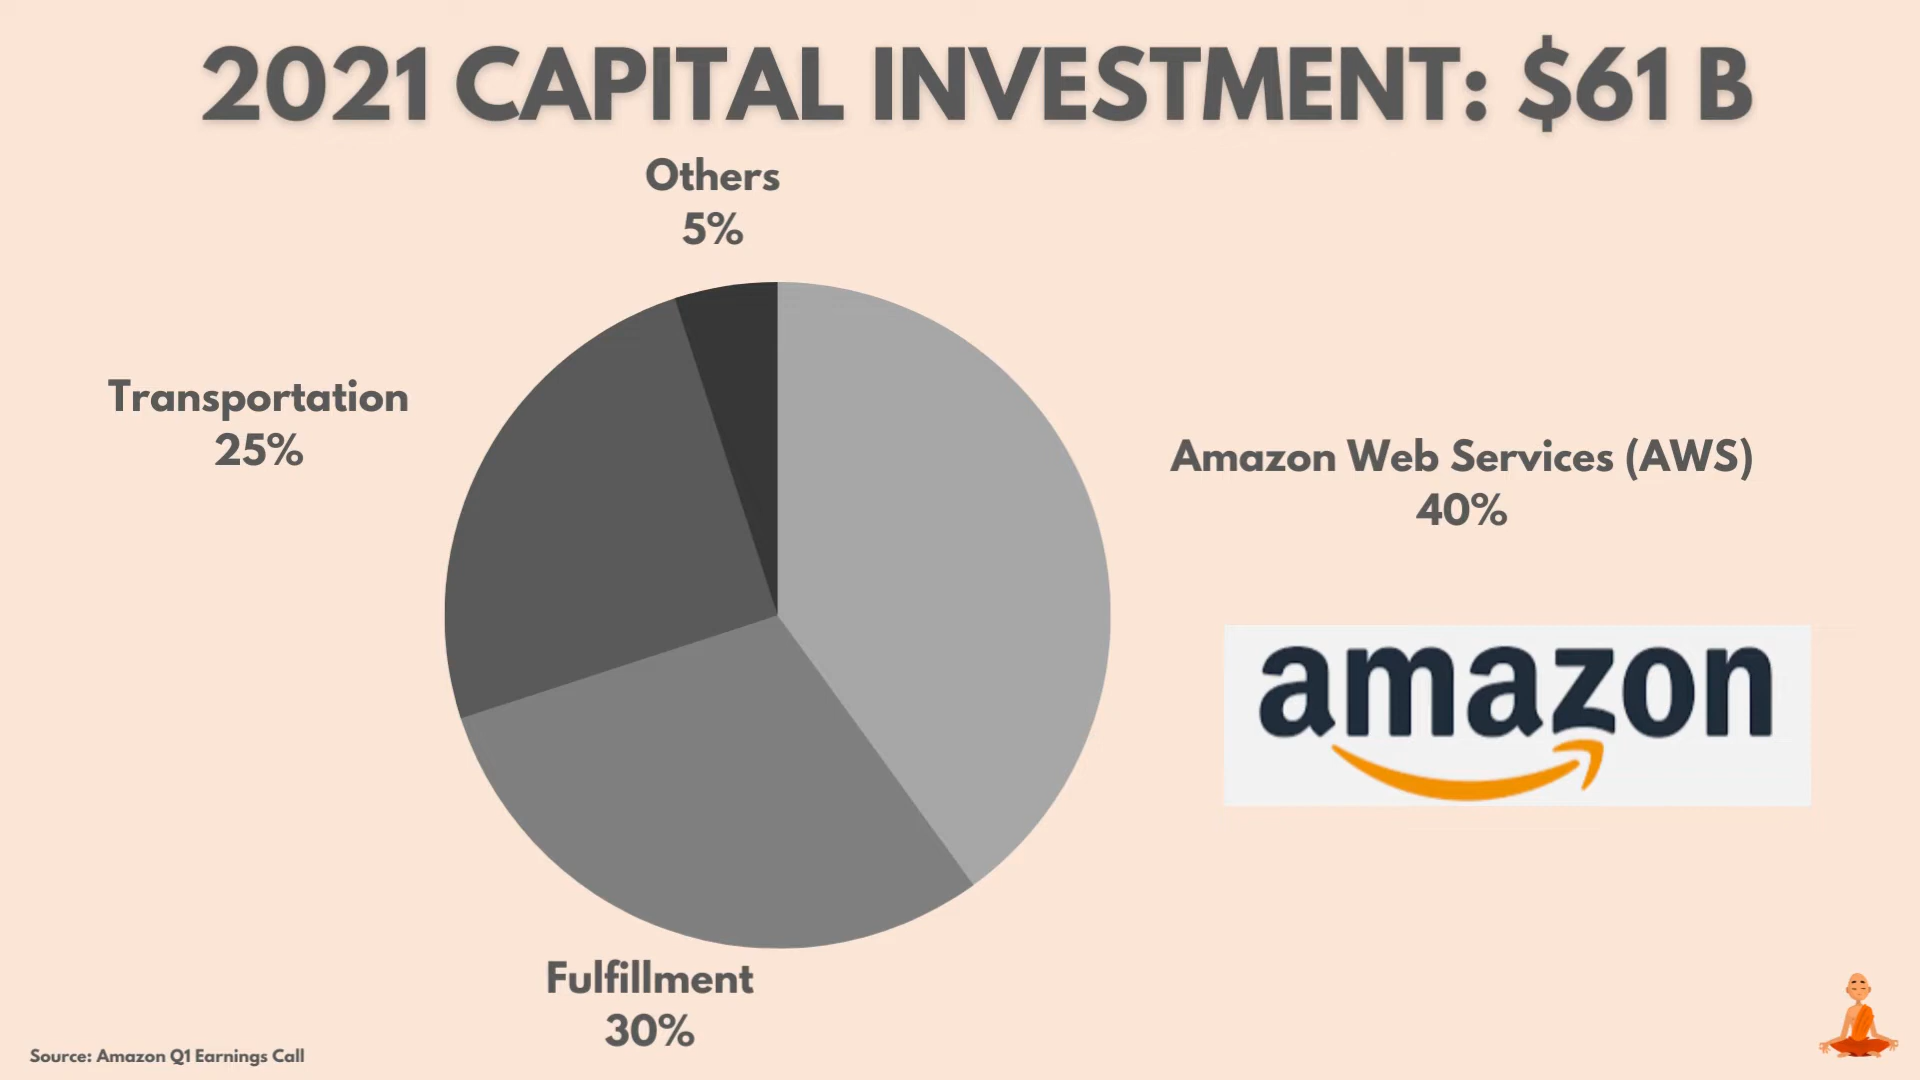 2021 CAPITAL INVESTMENT: $61 B
Others
5%
Transportation
25%
Amazon Web Services (AWS)
40%
amazon
Fulfillment
30%
Source: Amazon Q1 Earnings Call